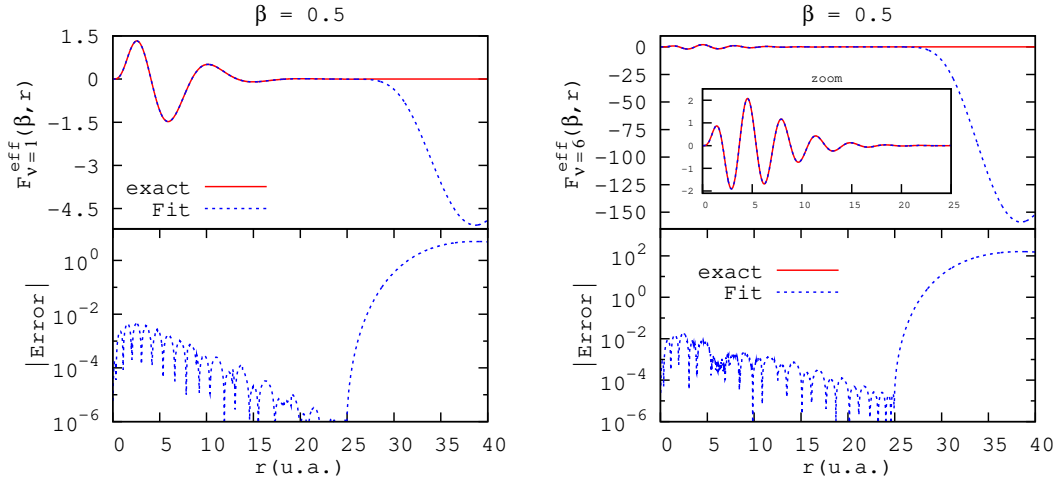 β = 0.5
F^eff_ν=1(β,r)
1.5
0
-1.5
-3
-4.5
exact
Fit
|Error|
10^0
10^-2
10^-4
10^-6
0 5 10 15 20 25 30 35 40
r(u.a.)
β = 0.5
F^eff_ν=6(β,r)
0
-25
-50
-75
-100
-125
-150
zoom
2
1
0
-1
-2
0 5 10 15 20 25
|Error|
10^2
10^0
10^-2
10^-4
10^-6
exact
Fit
0 5 10 15 20 25 30 35 40
r(u.a.)